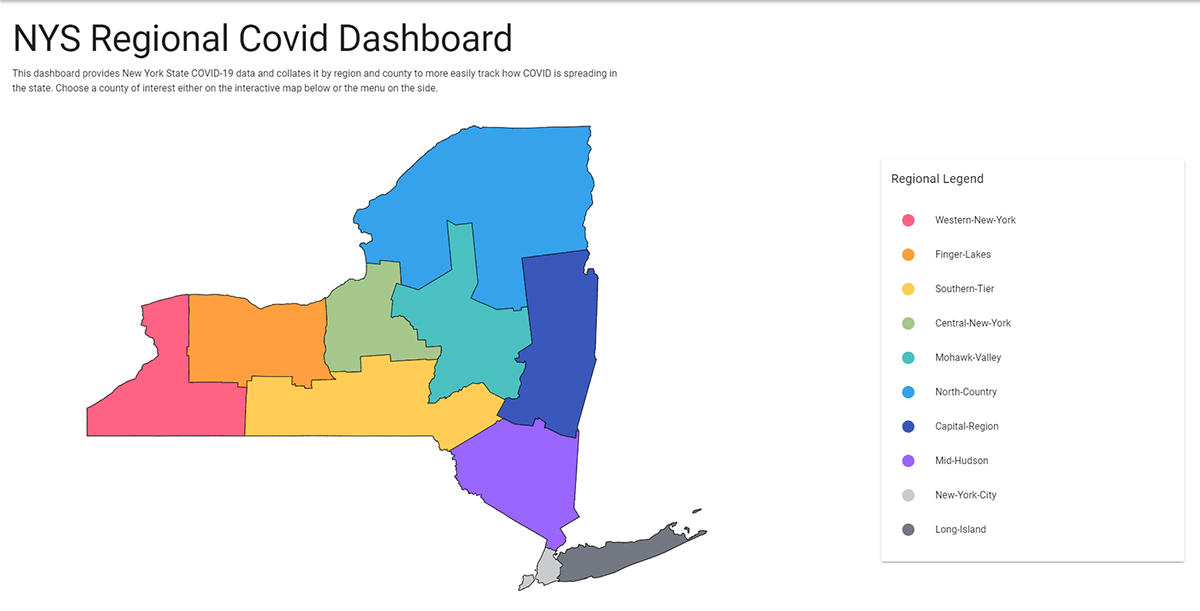 NYS Regional Covid Dashboard
This dashboard provides New York State COVID-19 data and collates it by region and county to more easily track how COVID is spreading in
the state. Choose a county of interest either on the interactive map below or the menu on the side.
Regional Legend
Western-New-York
Finger-Lakes
Southern-Tier
Central-New-York
Mohawk-Valley
North-Country
Capital-Region
Mid-Hudson
New-York-City
Long-Island